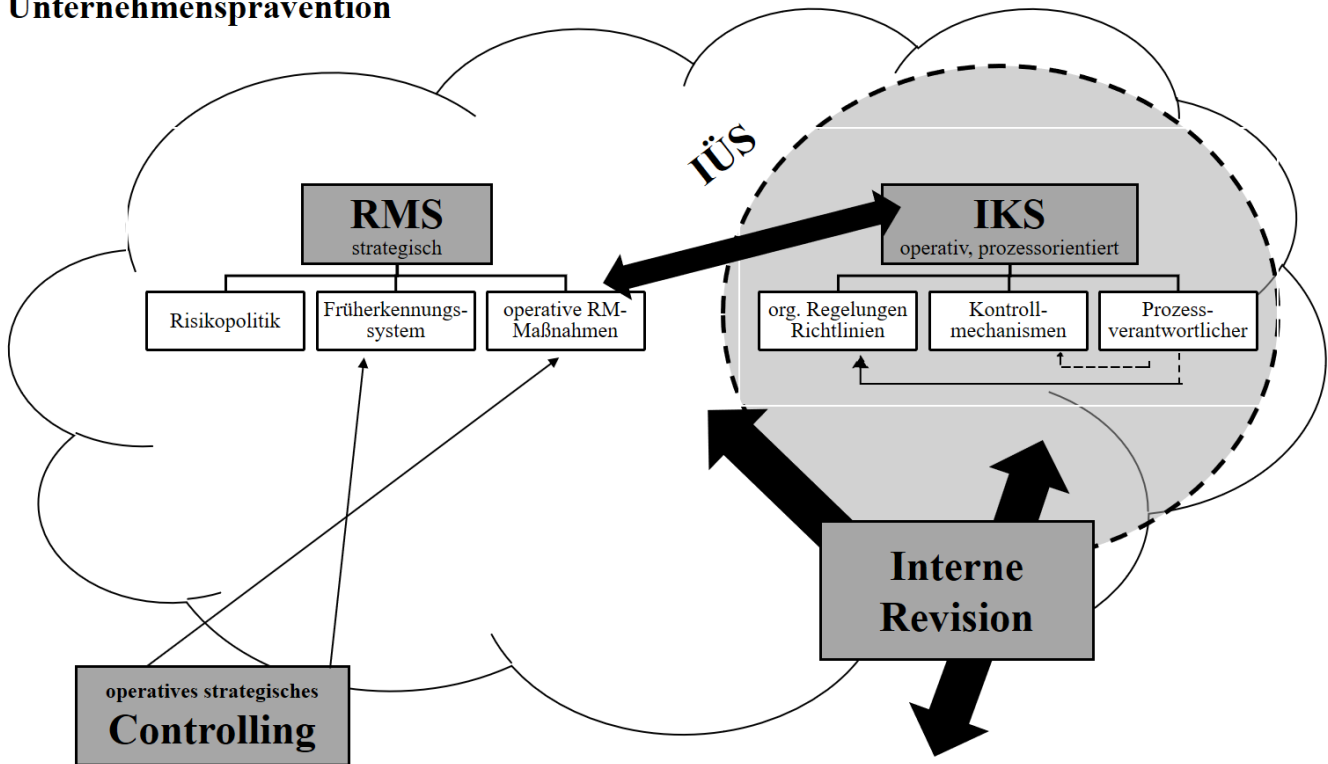 Unternehmensprävention
IÜS
RMS
strategisch
IKS
operativ, prozessorientiert
Risikopolitik
Früherkennungs-
system
operative RM-
Maßnahmen
org. Regelungen
Richtlinien
Kontroll-
mechanismen
Prozess-
verantwortlicher
Interne
Revision
operatives strategisches
Controlling